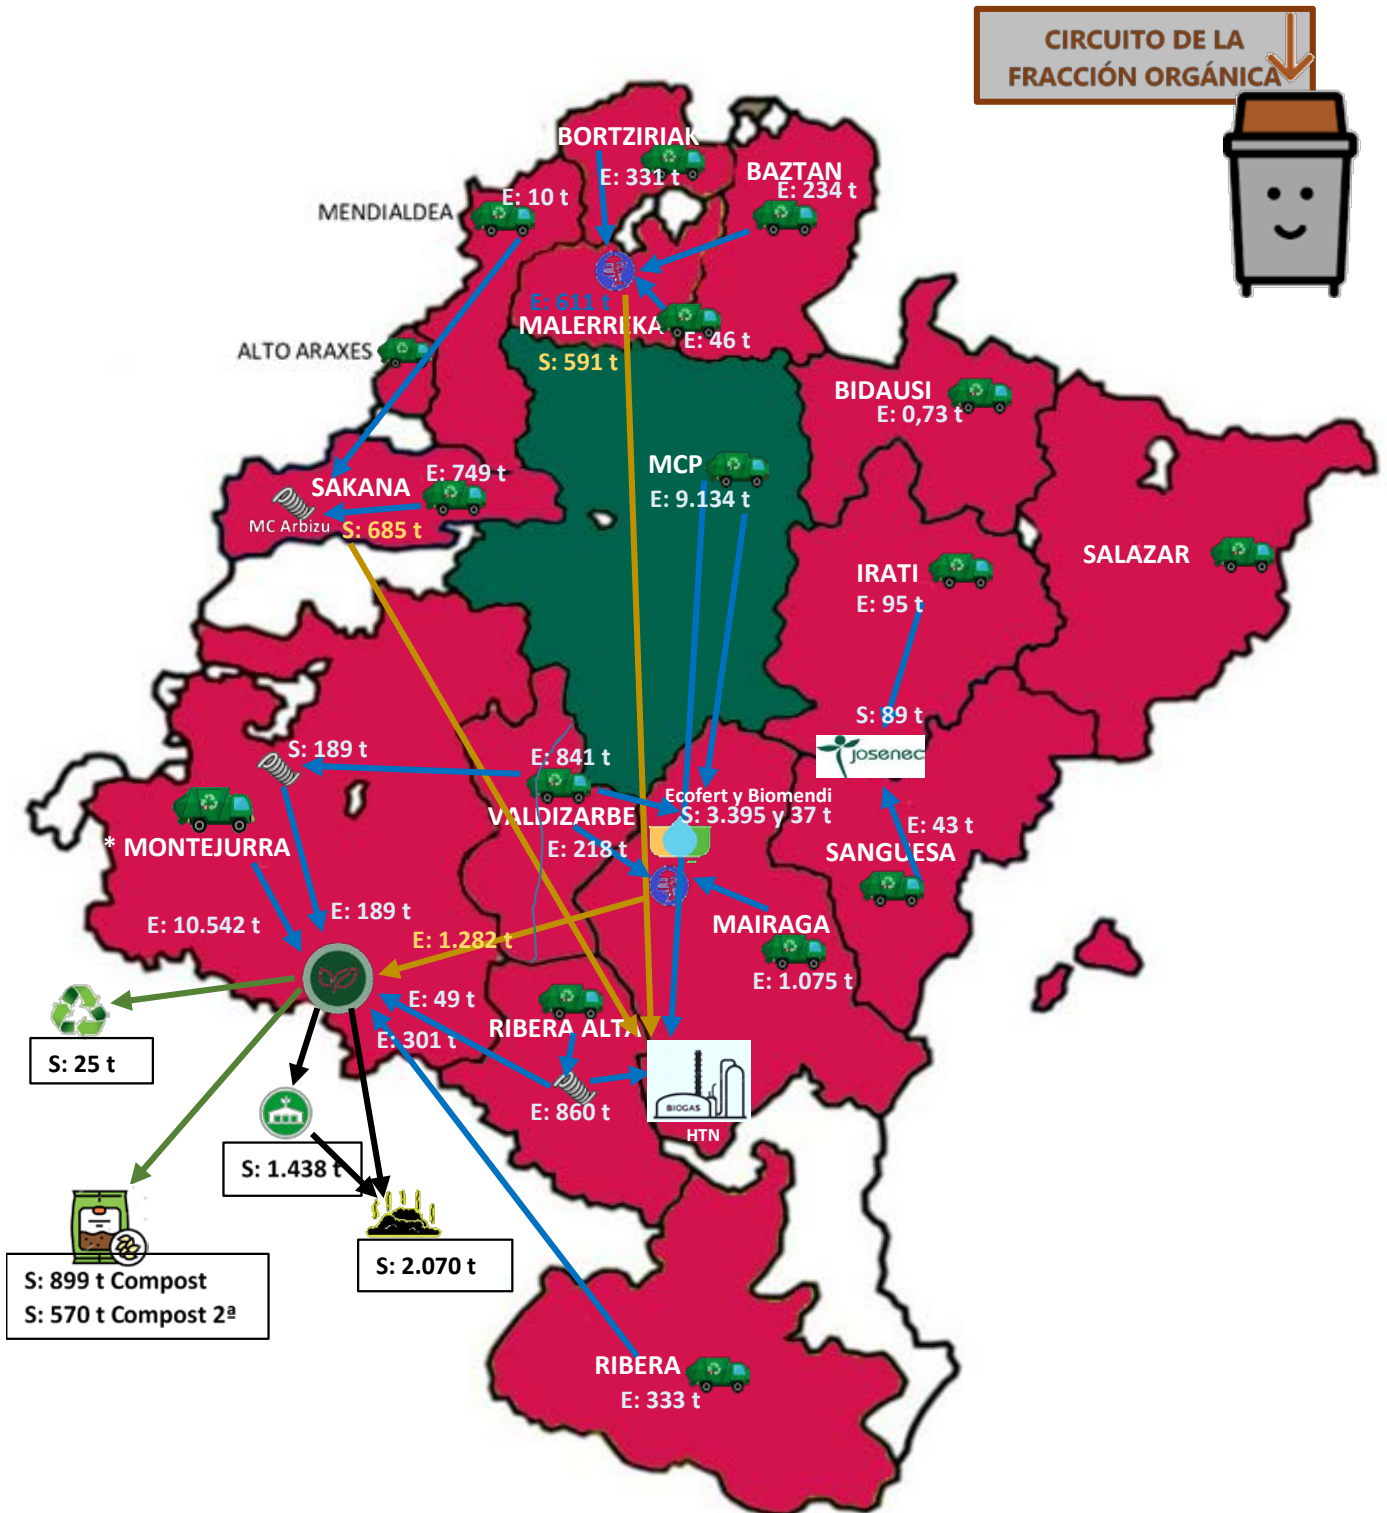 CIRCUITO DE LA
FRACCIÓN ORGÁNICA
BORTZIRIAK
E: 331 t
BAZTAN
E: 234 t
E: 10 t
MENDIALDEA
E: 611 t
MALERREKA
E: 46 t
S: 591 t
ALTO ARAXES
BIDAUSI
E: 0,73 t
MCP
E: 9.134 t
E: 749 t
SAKANA
MC Arbizu
S: 685 t
SALAZAR
IRATI
E: 95 t
S: 89 t
josenec
S: 189 t
E: 841 t
VALDIZARBE
E: 218 t
Ecofert y Biomendi
S: 3.395 y 37 t
E: 43 t
SANGUESA
* MONTEJURRA
E: 10.542 t
E: 189 t
E: 1.282 t
MAIRAGA
E: 1.075 t
E: 49 t
E: 301 t
RIBERA ALTA
E: 860 t
BIOGAS
HTN
S: 25 t
S: 1.438 t
S: 2.070 t
S: 899 t Compost
S: 570 t Compost 2ª
RIBERA
E: 333 t